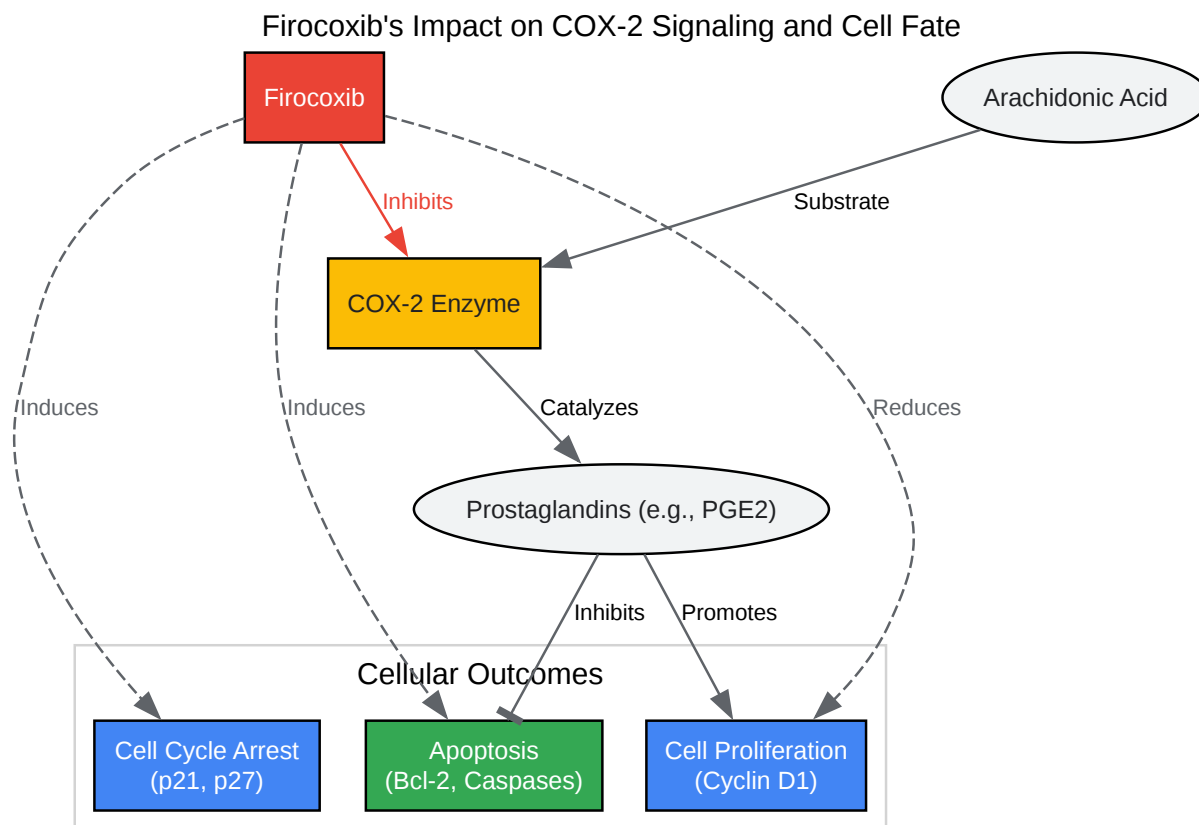 Firocoxib's Impact on COX-2 Signaling and Cell Fate
Firocoxib
Arachidonic Acid
Inhibits
Substrate
COX-2 Enzyme
Induces
Induces
Catalyzes
Reduces
Prostaglandins (e.g., PGE2)
Inhibits
Promotes
Cellular Outcomes
Cell Cycle Arrest
(p21, p27)
Apoptosis
(Bcl-2, Caspases)
Cell Proliferation
(Cyclin D1)